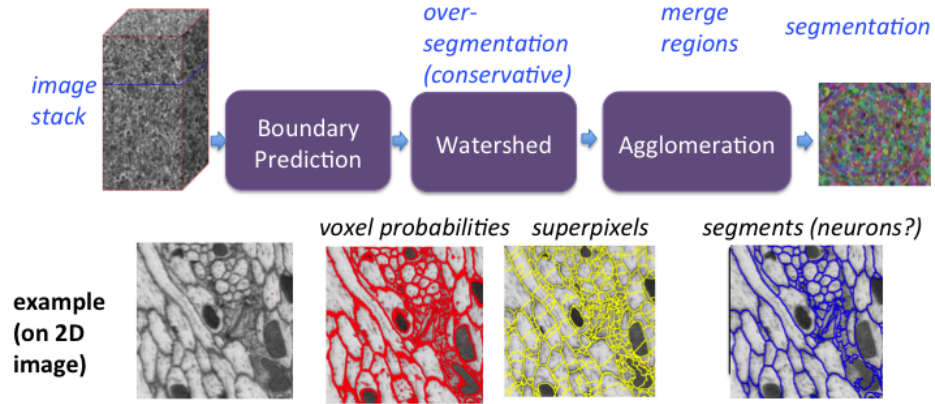 over-
segmentation
(conservative)
merge
regions
segmentation
image
stack
Boundary
Prediction
Watershed
Agglomeration
voxel probabilities
superpixels
segments (neurons?)
example
(on 2D
image)